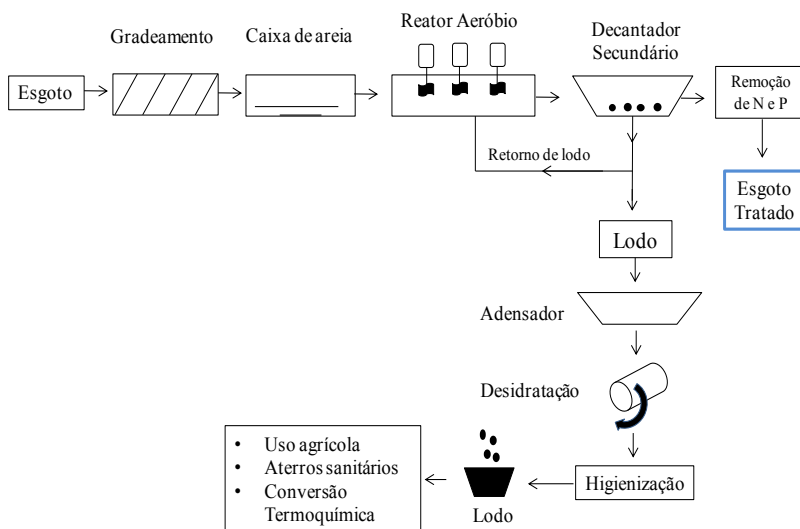 Gradeamento
Caixa de areia
Reator Aeróbio
Decantador
Secundário
Esgoto
Remoção
de N e P
Retorno de lodo
Esgoto
Tratado
Lodo
Adensador
Desidratação
Higienização
Lodo
• Uso agrícola
• Aterros sanitários
• Conversão
Termoquímica